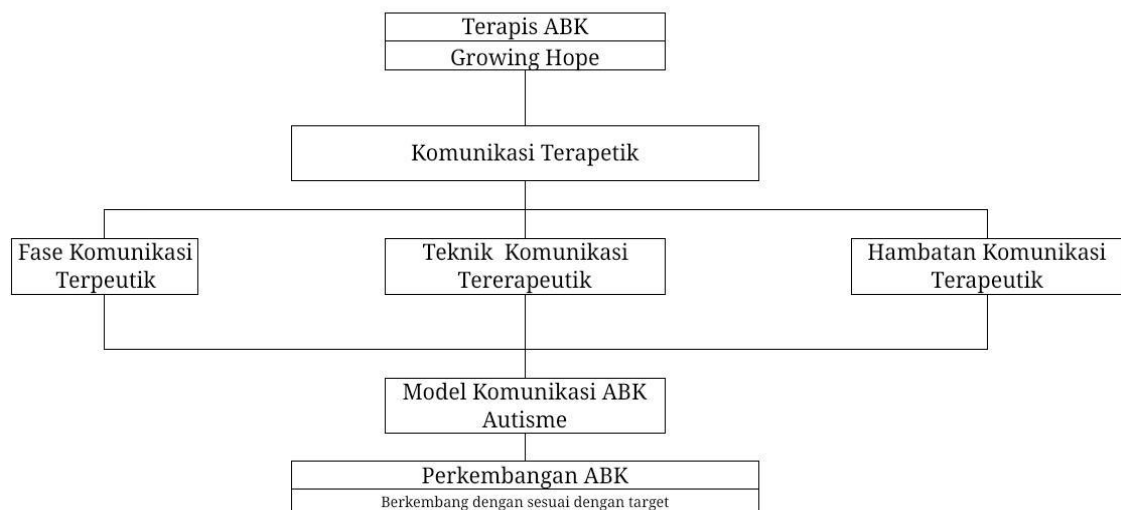 Terapis ABK
Growing Hope
Komunikasi Terapetik
Fase Komunikasi
Terpeutik
Teknik Komunikasi
Tererapeutik
Hambatan Komunikasi
Terapeutik
Model Komunikasi ABK
Autisme
Perkembangan ABK
Berkembang dengan sesuai dengan target